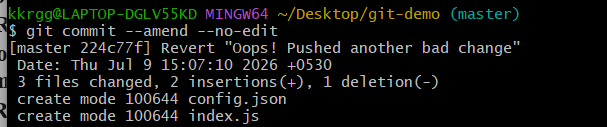 kkrgg@LAPTOP-DGLV55KD MINGW64 ~/Desktop/git-demo (master)
$ git commit --amend --no-edit
[master 224c77f] Revert "Oops! Pushed another bad change"
 Date: Thu Jul 9 15:07:10 2026 +0530
 3 files changed, 2 insertions(+), 1 deletion(-)
 create mode 100644 config.json
 create mode 100644 index.js